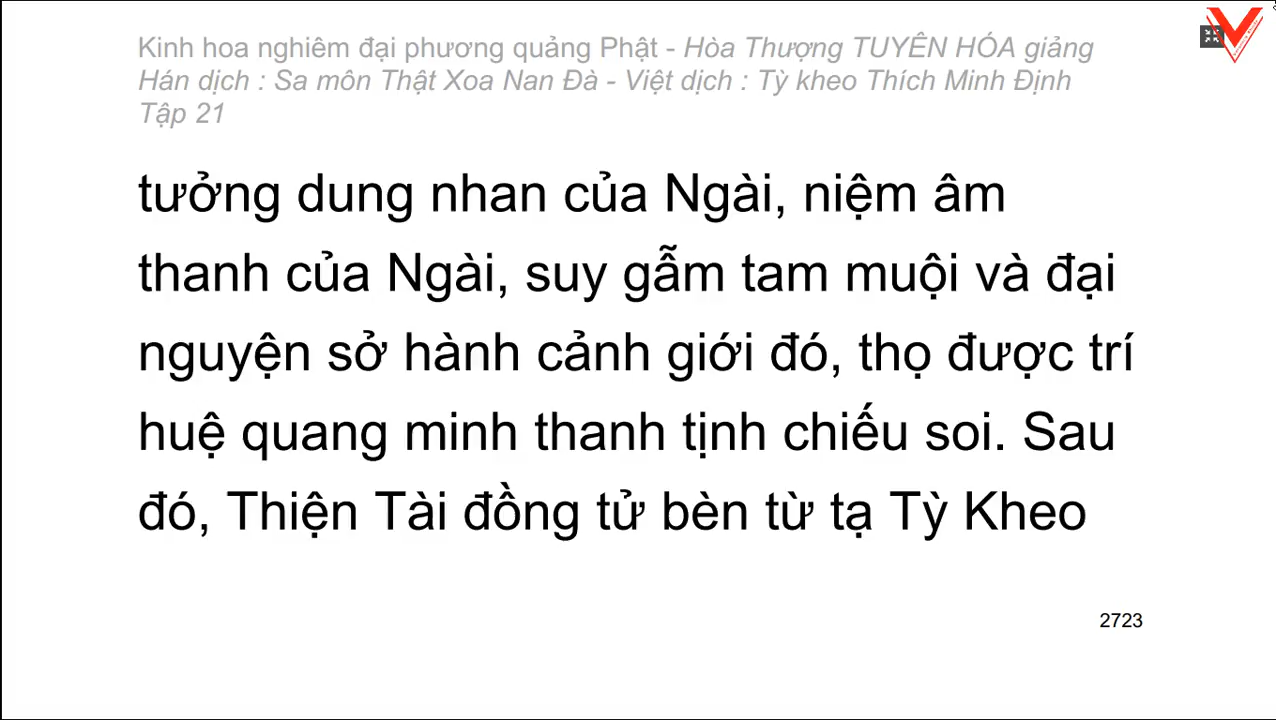 Kinh hoa nghiêm đại phương quảng Phật - Hòa Thượng TUYÊN HÓA giảng
Hán dịch : Sa môn Thật Xoa Nan Đà - Việt dịch : Tỳ kheo Thích Minh Định
Tập 21
tưởng dung nhan của Ngài, niệm âm
thanh của Ngài, suy gẫm tam muội và đại
nguyện sở hành cảnh giới đó, thọ được trí
huệ quang minh thanh tịnh chiếu soi. Sau
đó, Thiện Tài đồng tử bèn từ tạ Tỳ Kheo
2723